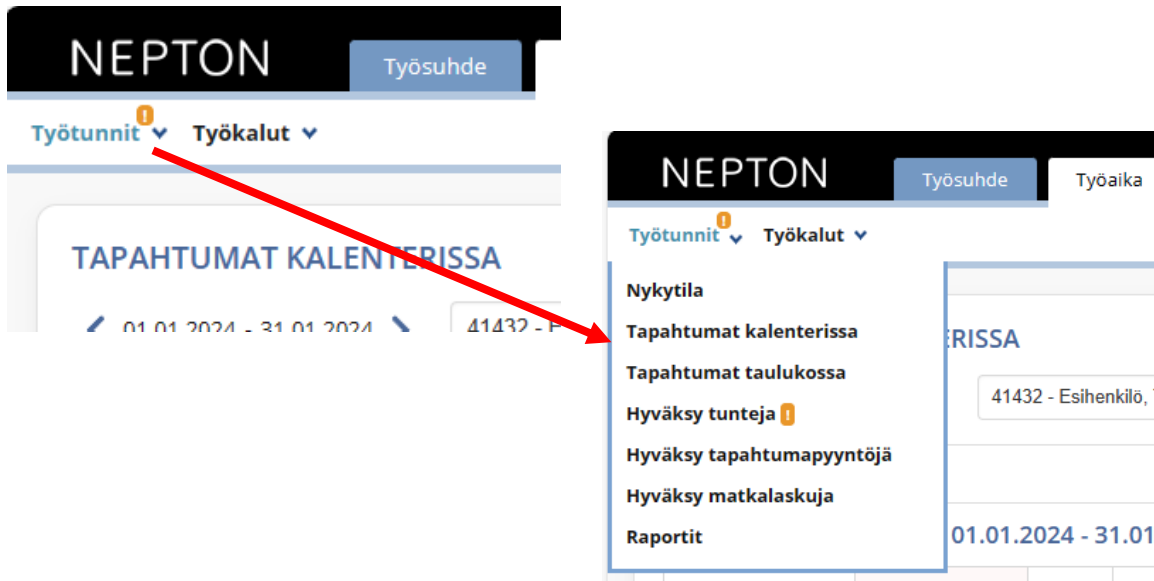 NEPTON
Työsuhde
Työtunnit ! Työkalut
TAPAHTUMAT KALENTERISSA
01.01.2024 - 31.01.2024 41432 -
NEPTON
Työsuhde Työaika
Työtunnit ! Työkalut
Nykytila
Tapahtumat kalenterissa
Tapahtumat taulukossa
Hyväksy tunteja !
Hyväksy tapahtumapyyntöjä
Hyväksy matkalaskuja
Raportit
RISSA
41432 - Esihenkilö,
01.01.2024 - 31.01